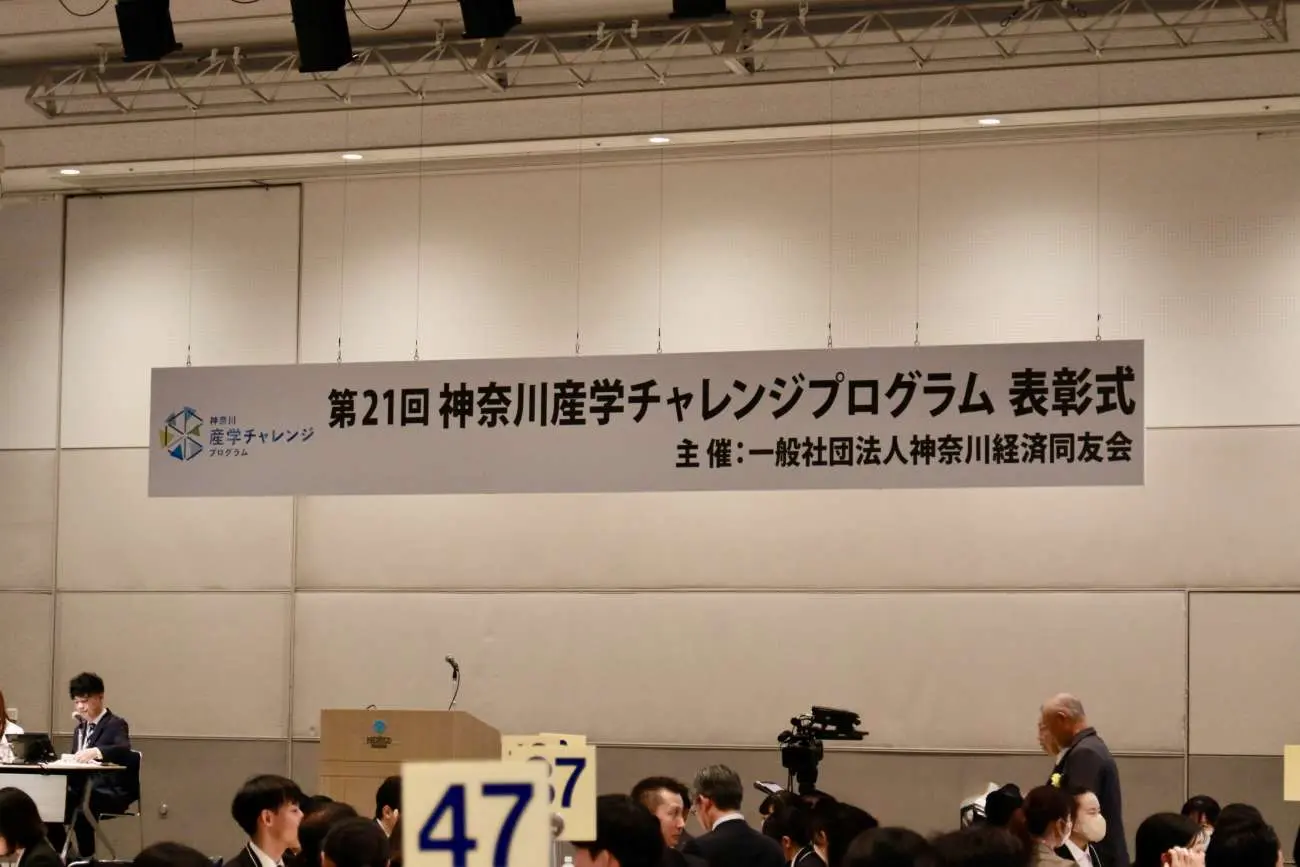 第21回 神奈川産学チャレンジプログラム 表彰式
主 催：一般社団法人神奈川経済同友会
神奈川
産学チャレンジ
プログラム
37
47